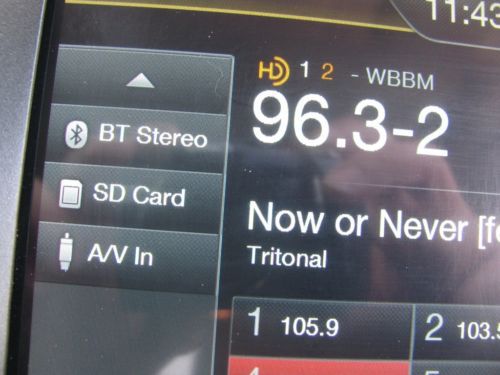 11:43
HD 1 2 - WBBM
96.3-2
BT Stereo
SD Card
A/V In
Now or Never [f
Tritonal
1 105.9
2 103.5